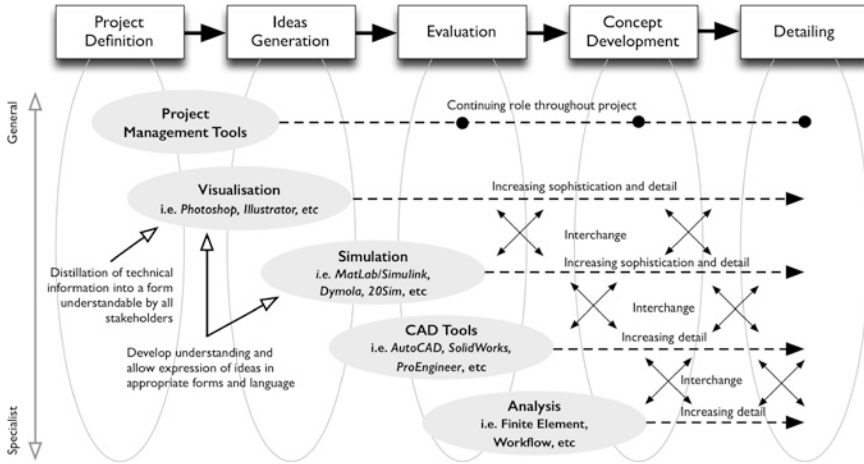 Project
Definition
Ideas
Generation
Evaluation
Concept
Development
Detailing
General
Project
Management Tools
Continuing role throughout project
Visualisation
i.e. Photoshop, Illustrator, etc
Increasing sophistication and detail
Interchange
Distillation of technical
information into a form
understandable by all
stakeholders
Simulation
i.e. MatLab/Simulink,
Dymola, 20Sim, etc
Increasing sophistication and detail
Interchange
Develop understanding and
allow expression of ideas in
appropriate forms and language
CAD Tools
i.e. AutoCAD, SolidWorks,
ProEngineer, etc
Increasing detail
Interchange
Analysis
i.e. Finite Element,
Workflow, etc
Increasing detail
Specialist